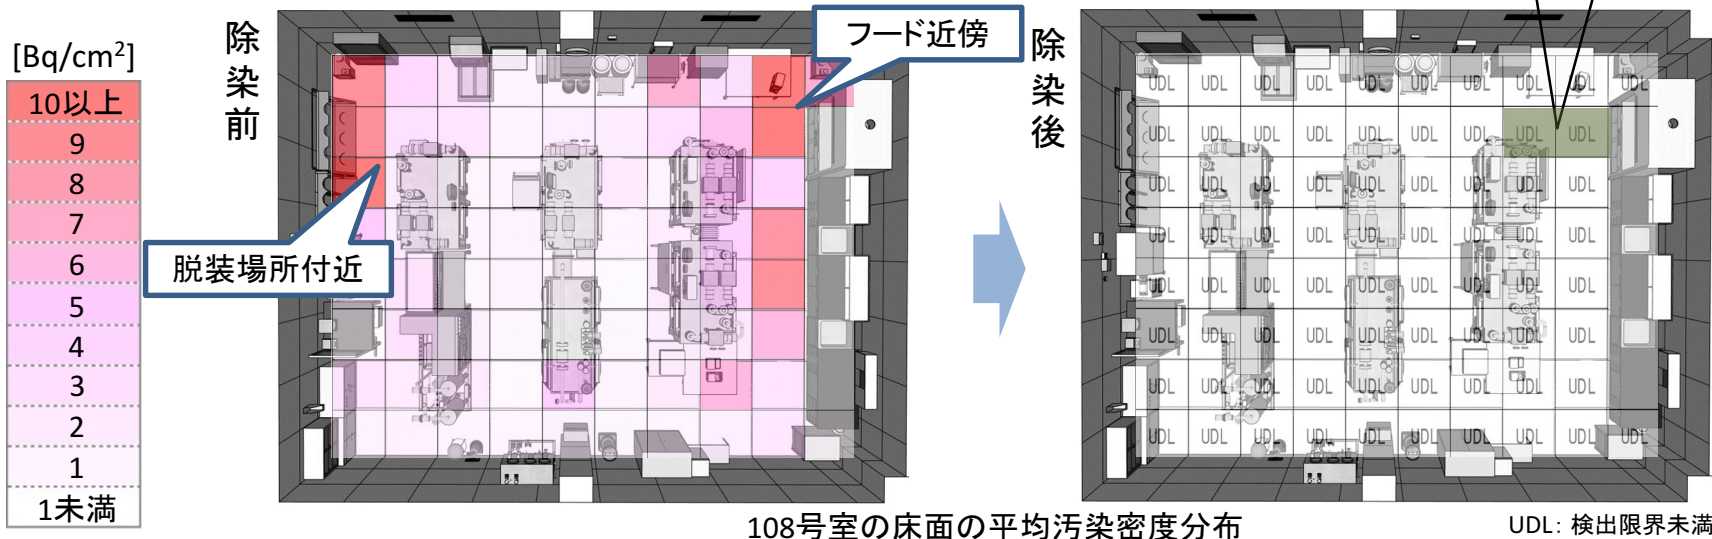 [Bq/cm²]
10以上
9
8
7
6
5
4
3
2
1
1未満
除染前
フード近傍
脱装場所付近
除染後
UDL UDL UDL UDL UDL UDL UDL UDL UDL UDL
UDL UDL UDL UDL UDL UDL UDL UDL UDL
UDL UDL UDL UDL UDL UDL UDL UDL UDL
UDL UDL UDL UDL UDL UDL UDL UDL UDL
UDL UDL UDL UDL UDL UDL UDL UDL UDL
UDL UDL UDL UDL UDL UDL UDL UDL UDL
UDL UDL UDL UDL UDL UDL UDL UDL UDL
UDL UDL UDL UDL UDL UDL UDL UDL UDL UDL
108号室の床面の平均汚染密度分布
UDL: 検出限界未満